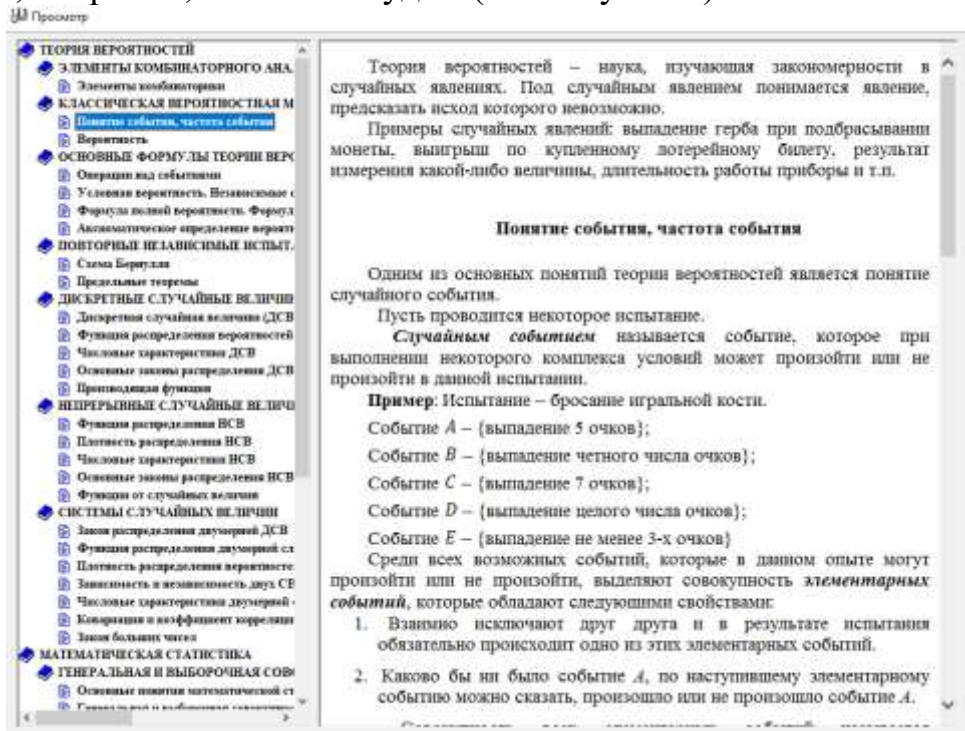 Просмотр
ТЕОРИЯ ВЕРОЯТНОСТЕЙ
ЭЛЕМЕНТЫ КОМБИНАТОРНОГО АНА.
Элементы комбинаторики
КЛАССИЧЕСКАЯ ВЕРОЯТНОСТНАЯ М
Понятие события, частота события
Вероятность
ОСНОВНЫЕ ФОРМУЛЫ ТЕОРИИ ВЕРС
Операции над событиями
Условная вероятность. Независимые с
Формула полной вероятности. Формул
Аксиоматическое определение вероятн
ПОВТОРНЫЕ НЕЗАВИСИМЫЕ ИСПЫТ.
Схема Бернулли
Предельные теоремы
ДИСКРЕТНЫЕ СЛУЧАЙНЫЕ ВЕЛИЧИН
Дискретная случайная величина (ДСВ
Функция распределения вероятностей
Числовые характеристики ДСВ
Основные законы распределения ДСВ
Производящая функция
НЕПРЕРЫВНЫЕ СЛУЧАЙНЫЕ ВЕЛИЧИ
Функция распределения НСВ
Плотность распределения НСВ
Числовые характеристики НСВ
Основные законы распределения НСВ
Функции от случайных величин
СИСТЕМЫ СЛУЧАЙНЫХ ВЕЛИЧИН
Закон распределения двумерной ДСВ
Функция распределения двумерной сл
Плотность распределения вероятносте
Зависимость и независимость двух СВ
Числовые характеристики двумерной
Ковариация и коэффициент корреляци
Закон больших чисел
МАТЕМАТИЧЕСКАЯ СТАТИСТИКА
ГЕНЕРАЛЬНАЯ И ВЫБОРОЧНАЯ СОВО
Основные понятия математической ст
Теория вероятностей – наука, изучающая закономерности в
случайных явлениях. Под случайным явлением понимается явление,
предсказать исход которого невозможно.
Примеры случайных явлений: выпадение герба при подбрасывании
монеты, выигрыш по купленному лотерейному билету, результат
измерения какой-либо величины, длительность работы приборы и т.п.
Понятие события, частота события
Одним из основных понятий теории вероятностей является понятие
случайного события.
Пусть проводится некоторое испытание.
Случайным событием называется событие, которое при
выполнении некоторого комплекса условий может произойти или не
произойти в данной испытании.
Пример: Испытание – бросание игральной кости.
Событие A – {выпадение 5 очков};
Событие B – {выпадение четного числа очков};
Событие C – {выпадение 7 очков};
Событие D – {выпадение целого числа очков};
Событие E – {выпадение не менее 3-х очков}
Среди всех возможных событий, которые в данном опыте могут
произойти или не произойти, выделяют совокупность элементарных
событий, которые обладают следующими свойствами:
1. Взаимно исключают друг друга и в результате испытания
обязательно происходит одно из этих элементарных событий.
2. Каково бы ни было событие A, по наступившему элементарному
событию можно сказать, произошло или не произошло событие A.